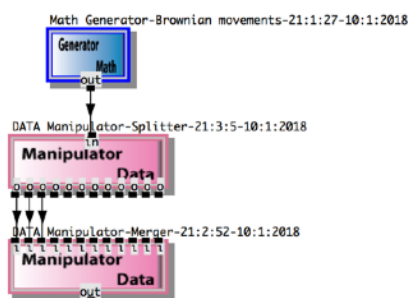 Math Generator-Brownian movements-21:1:27-10:1:2018
Generator
Math
out
DATA Manipulator-Splitter-21:3:5-10:1:2018
in
Manipulator
Data
o o o o o o o o o o o o
DATA Manipulator-Merger-21:2:52-10:1:2018
i i i i i i i i i i i i
Manipulator
Data
out